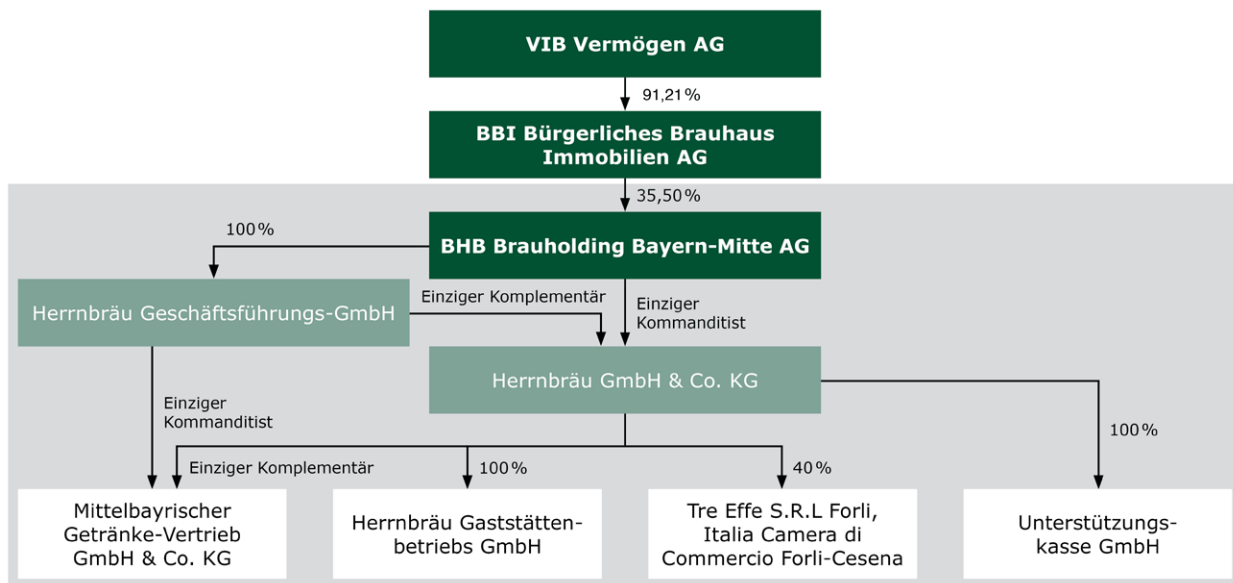 VIB Vermögen AG
91,21%
BBI Bürgerliches Brauhaus
Immobilien AG
35,50%
100%
BHB Brauholding Bayern-Mitte AG
Herrnbräu Geschäftsführungs-GmbH
Einziger Komplementär
Einziger
Kommanditist
Herrnbräu GmbH & Co. KG
Einziger
Kommanditist
100%
Einziger Komplementär
100%
40%
Mittelbayrischer
Getränke-Vertrieb
GmbH & Co. KG
Herrnbräu Gaststätten-
betriebs GmbH
Tre Effe S.R.L Forli,
Italia Camera di
Commercio Forli-Cesena
Unterstützungs-
kasse GmbH